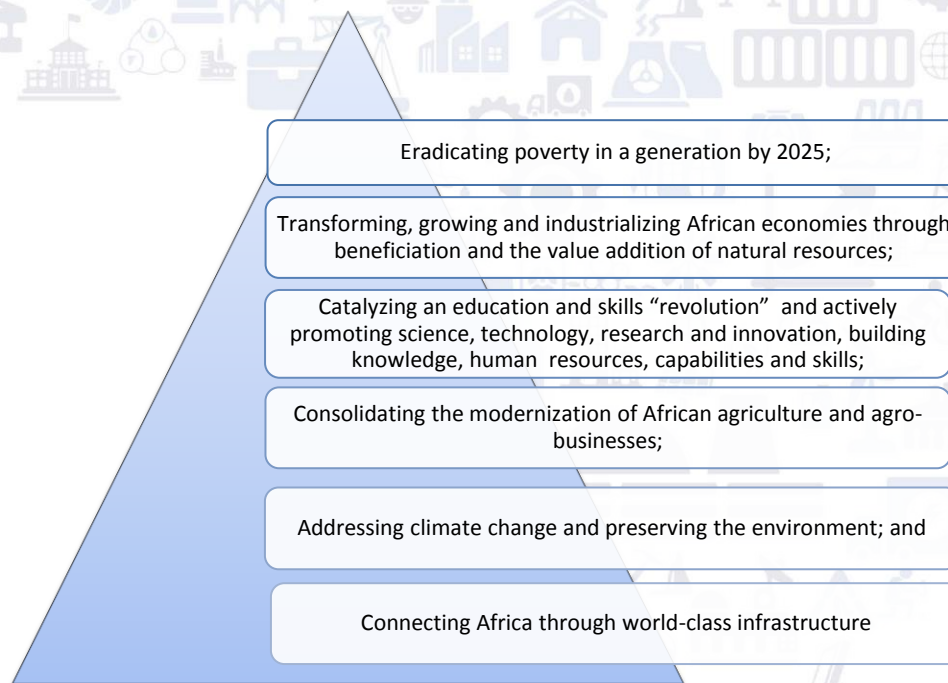 Eradicating poverty in a generation by 2025;
Transforming, growing and industrializing African economies through
beneficiation and the value addition of natural resources;
Catalyzing an education and skills “revolution”  and actively
promoting science, technology, research and innovation, building
knowledge, human  resources, capabilities and skills;
Consolidating the modernization of African agriculture and agro-
businesses;
Addressing climate change and preserving the environment; and
Connecting Africa through world-class infrastructure